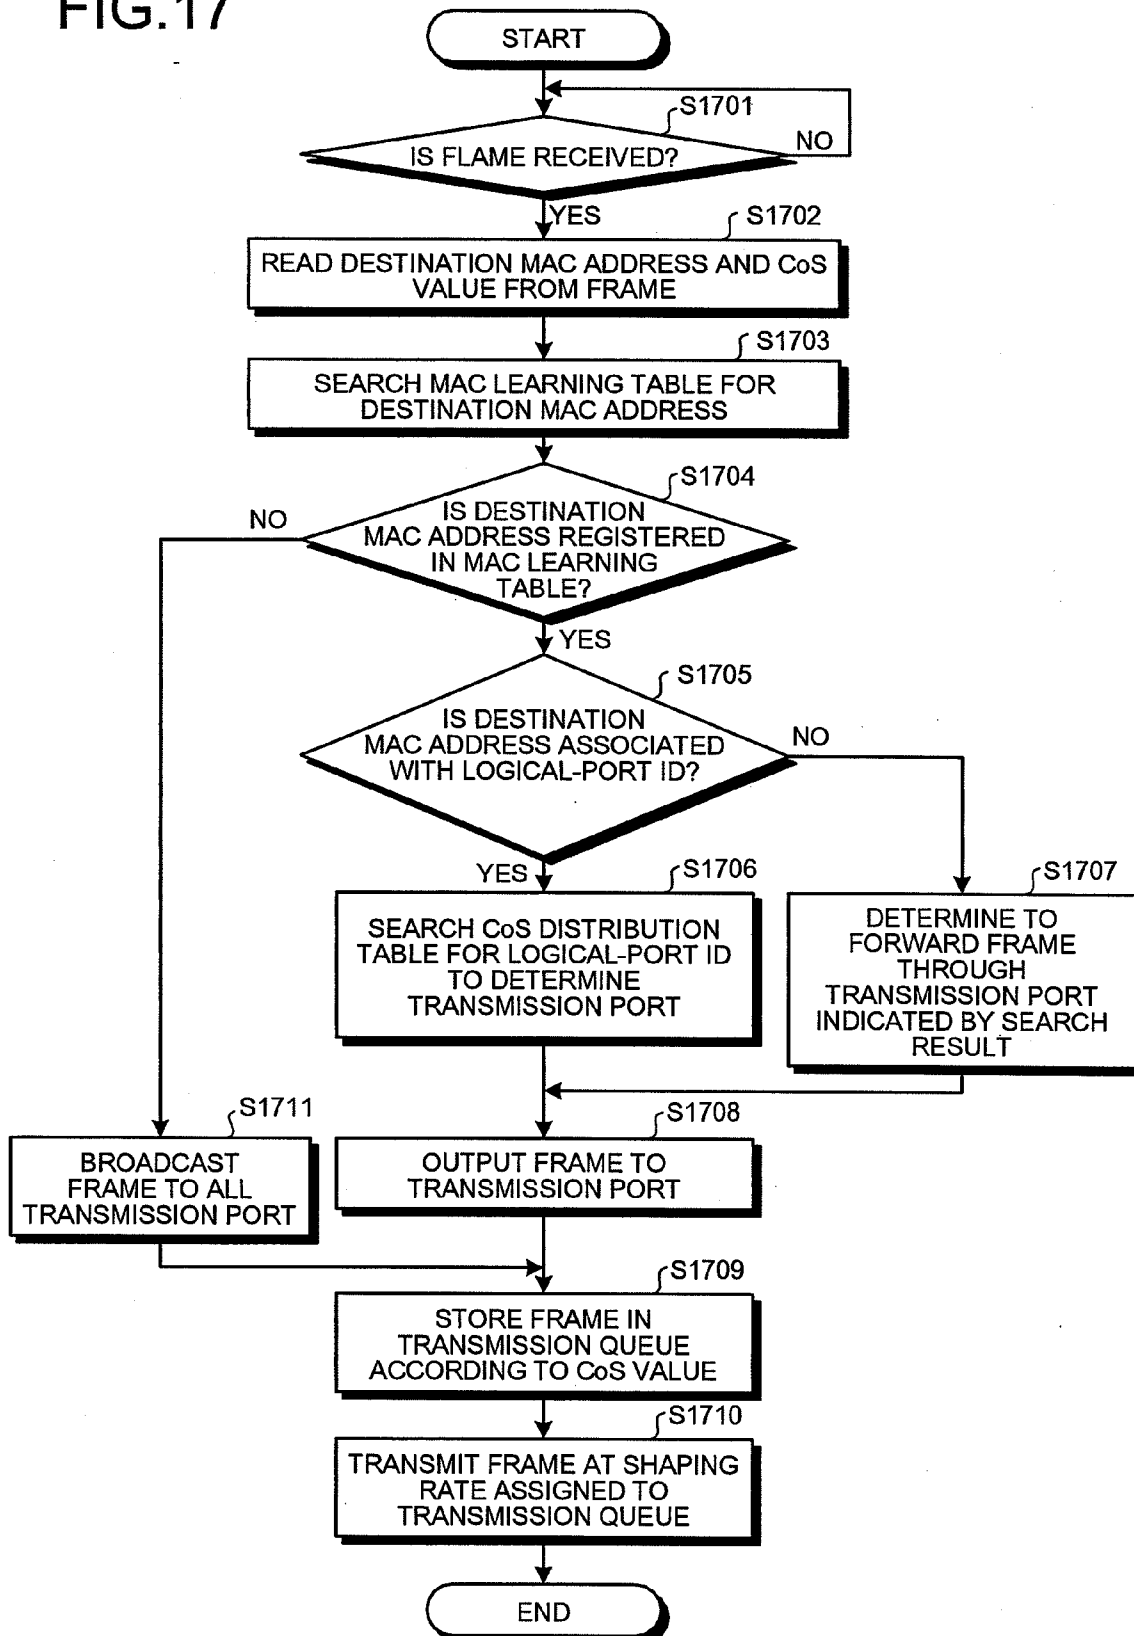 FIG.17
START
S1701
IS FLAME RECEIVED?
NO
YES
S1702
READ DESTINATION MAC ADDRESS AND CoS
VALUE FROM FRAME
S1703
SEARCH MAC LEARNING TABLE FOR
DESTINATION MAC ADDRESS
S1704
NO
IS DESTINATION
MAC ADDRESS REGISTERED
IN MAC LEARNING
TABLE?
YES
S1705
IS DESTINATION
MAC ADDRESS ASSOCIATED
WITH LOGICAL-PORT ID?
NO
YES
S1706
SEARCH CoS DISTRIBUTION
TABLE FOR LOGICAL-PORT ID
TO DETERMINE
TRANSMISSION PORT
S1707
DETERMINE TO
FORWARD FRAME
THROUGH
TRANSMISSION PORT
INDICATED BY SEARCH
RESULT
S1711
BROADCAST
FRAME TO ALL
TRANSMISSION PORT
S1708
OUTPUT FRAME TO
TRANSMISSION PORT
S1709
STORE FRAME IN
TRANSMISSION QUEUE
ACCORDING TO CoS VALUE
S1710
TRANSMIT FRAME AT SHAPING
RATE ASSIGNED TO
TRANSMISSION QUEUE
END